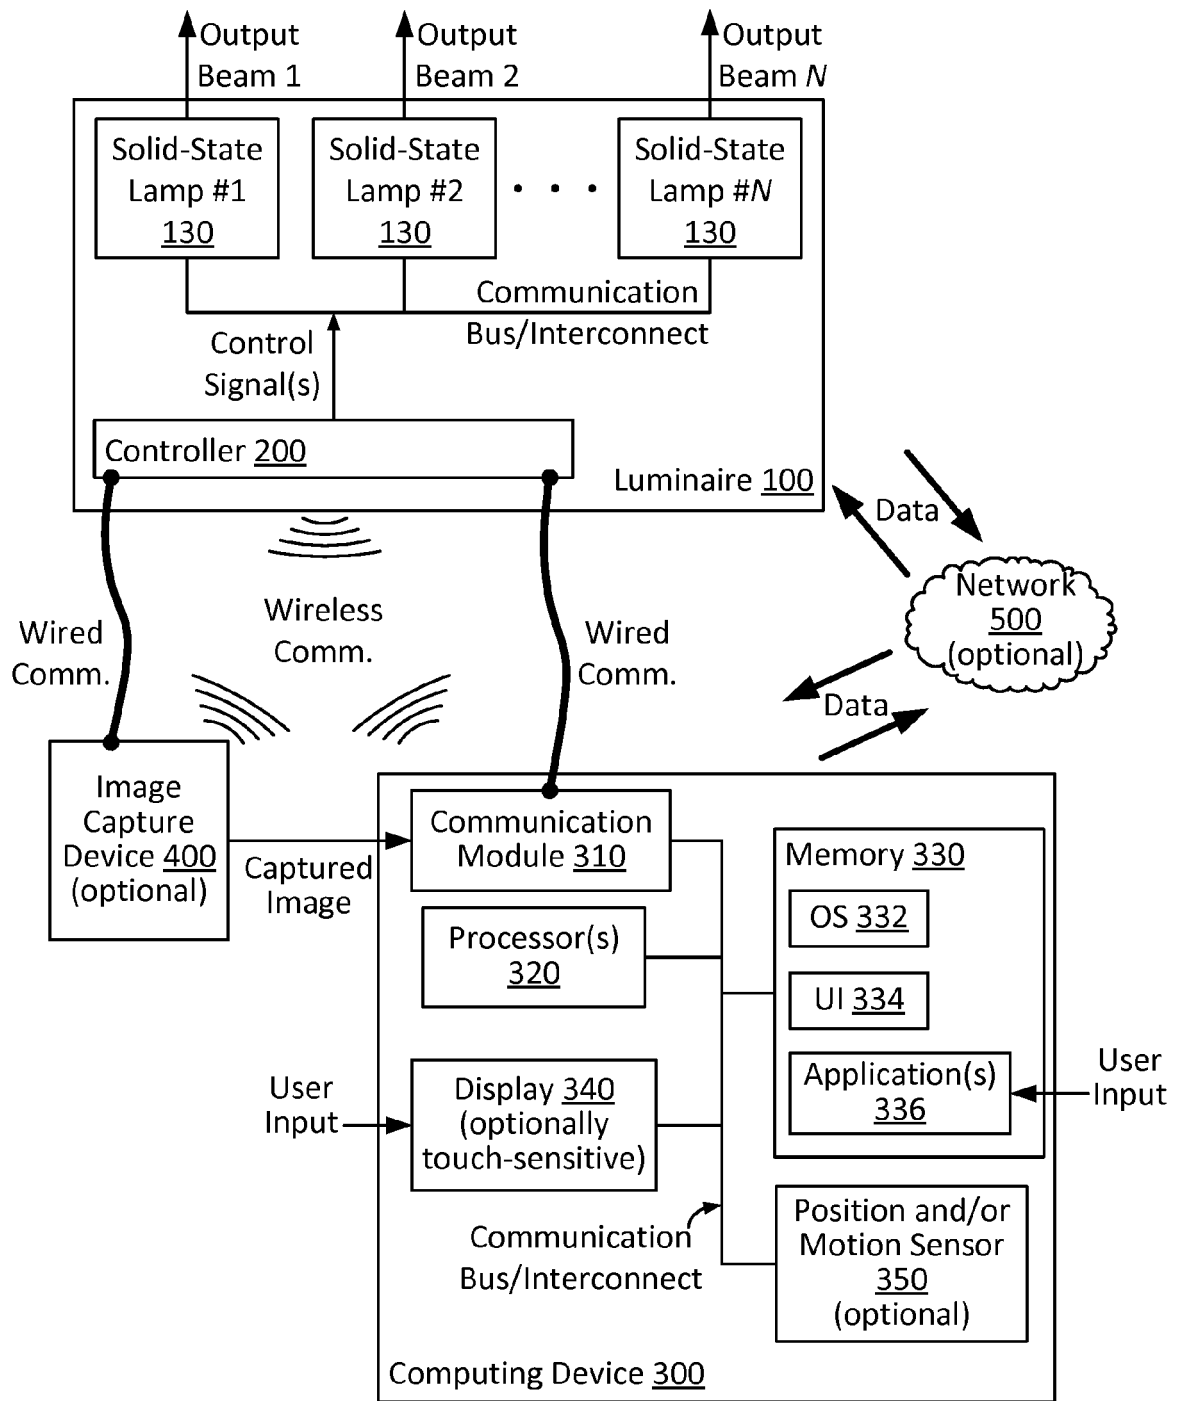 Output
Beam 1
Output
Beam 2
Output
Beam N
Solid-State
Lamp #1
130
Solid-State
Lamp #2
130
. . .
Solid-State
Lamp #N
130
Communication
Bus/Interconnect
Control
Signal(s)
Controller 200
Luminaire 100
Data
Network
500
(optional)
Data
Wireless
Comm.
Wired
Comm.
Wired
Comm.
Image
Capture
Device 400
(optional)
Captured
Image
Communication
Module 310
Processor(s)
320
Memory 330
OS 332
UI 334
Application(s)
336
User
Input
User
Input
Display 340
(optionally
touch-sensitive)
Communication
Bus/Interconnect
Position and/or
Motion Sensor
350
(optional)
Computing Device 300